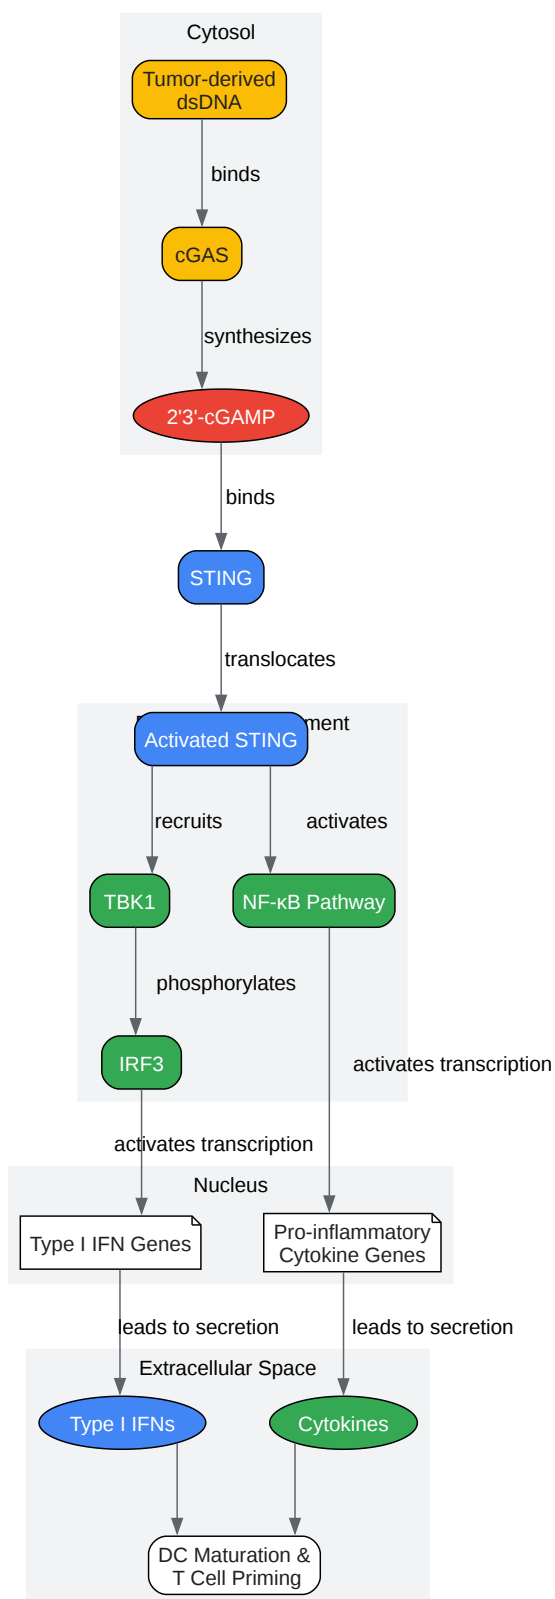 Cytosol
Tumor-derived
dsDNA
binds
cGAS
synthesizes
2'3'-cGAMP
binds
STING
translocates
Activated STING
recruits
activates
TBK1
NF-κB Pathway
phosphorylates
IRF3
activates transcription
activates transcription
Nucleus
Type I IFN Genes
Pro-inflammatory
Cytokine Genes
leads to secretion
leads to secretion
Extracellular Space
Type I IFNs
Cytokines
DC Maturation &
T Cell Priming